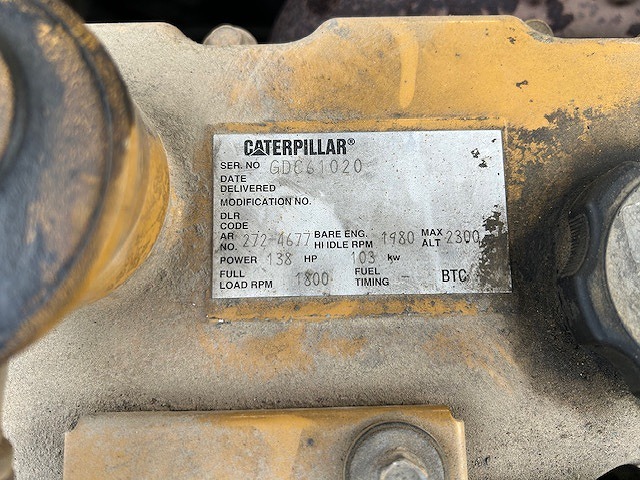 CATERPILLAR®
SER. NO GDC61020
DATE
DELIVERED
MODIFICATION NO.
DLR
CODE
AR NO. 272-4677 BARE ENG. HI IDLE RPM 1980 MAX ALT 2300
POWER 138 HP 103 kw
FULL LOAD RPM 1800 FUEL TIMING - BTC